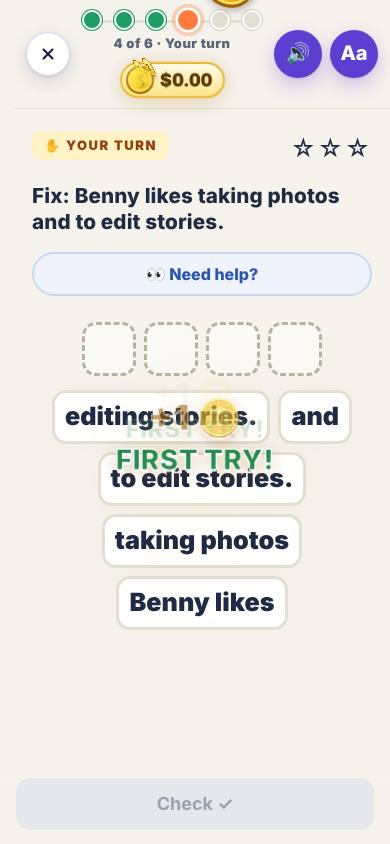 4 of 6 · Your turn
$0.00
Aa
YOUR TURN
Fix: Benny likes taking photos
and to edit stories.
Need help?
editing stories.
and
+1
FIRST TRY!
to edit stories.
taking photos
Benny likes
Check ✓